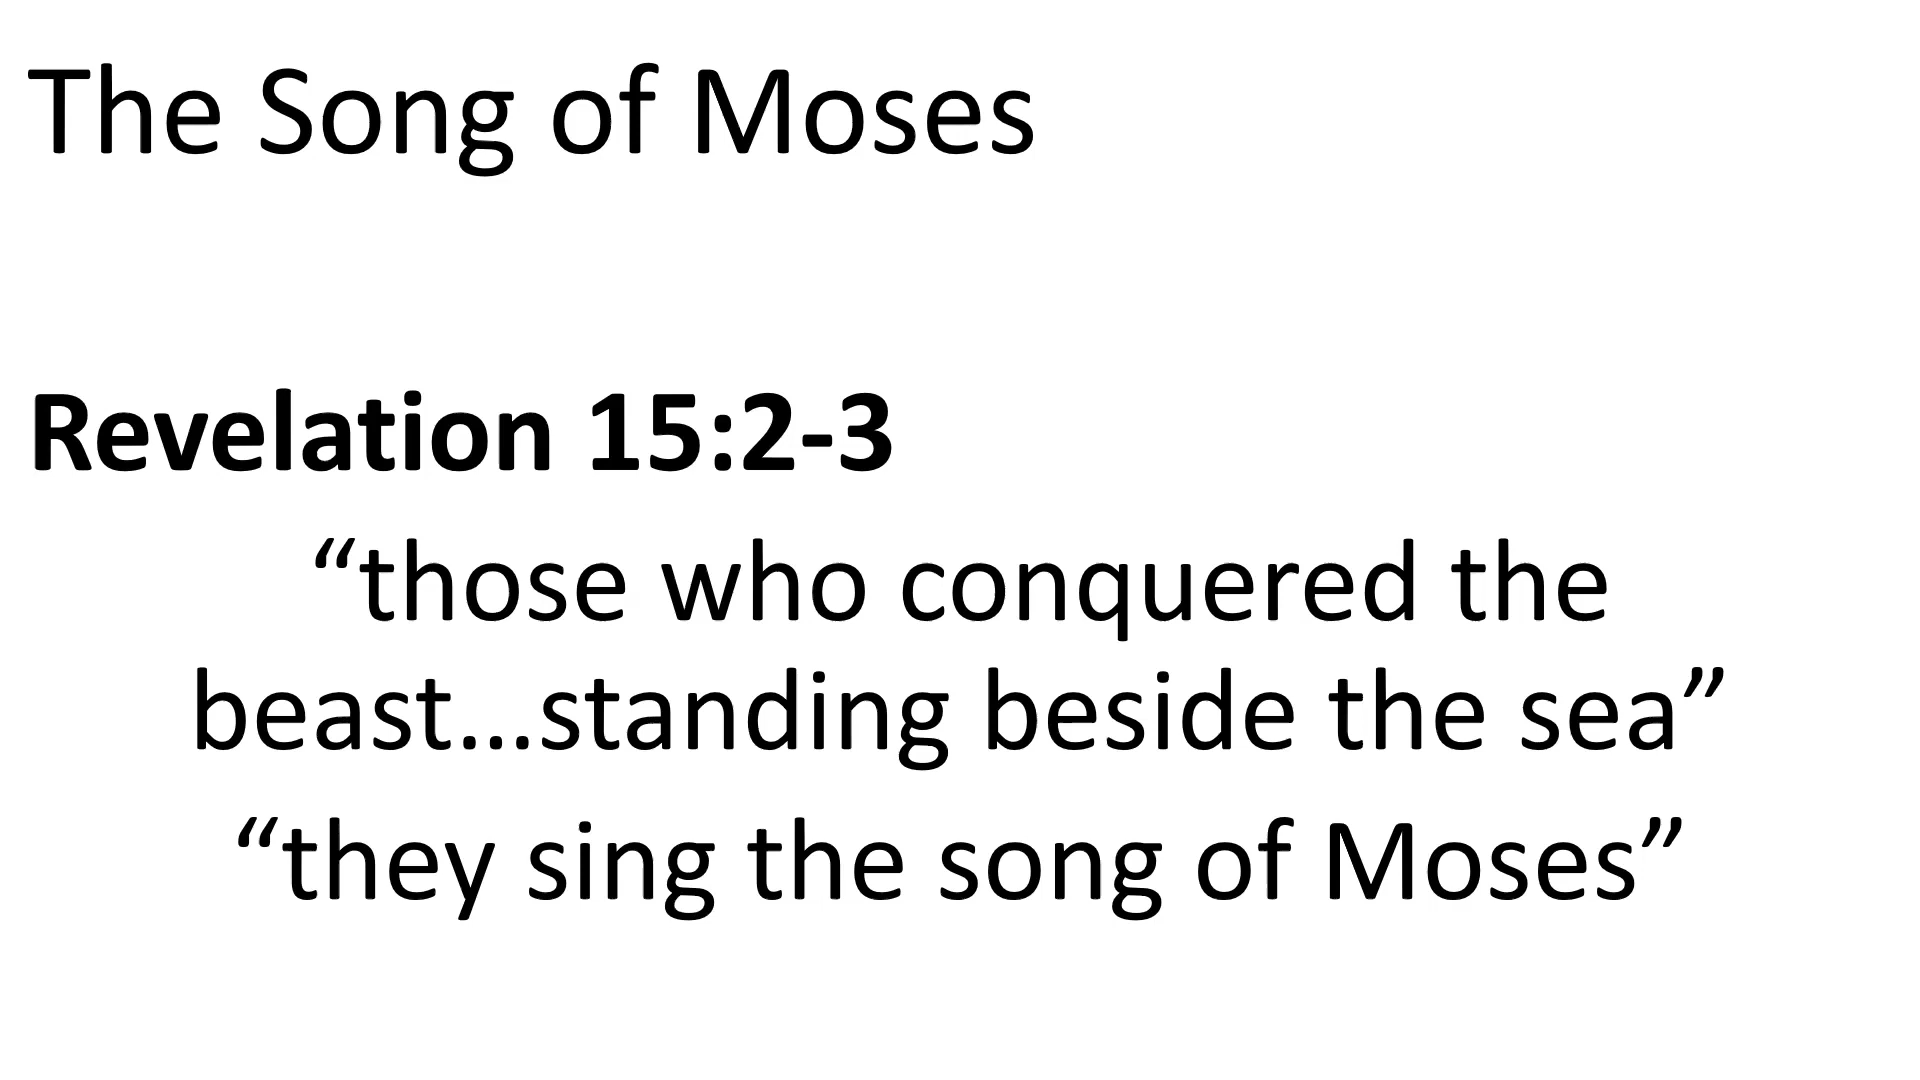 The Song of Moses
Revelation 15:2-3
“those who conquered the
beast…standing beside the sea”
“they sing the song of Moses”